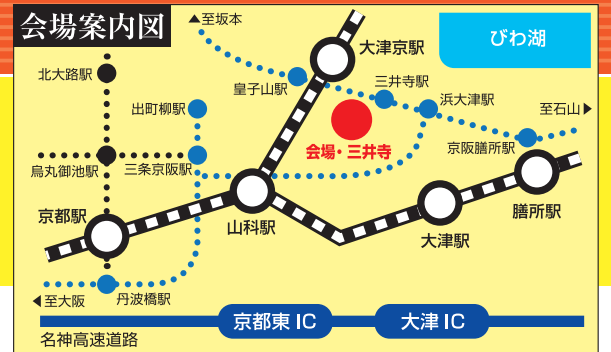 会場案内図
▲至坂本
びわ湖
大津京駅
北大路駅
皇子山駅
三井寺駅
出町柳駅
浜大津駅
至石山▶
会場・三井寺
京阪膳所駅
烏丸御池駅
三条京阪駅
京都駅
山科駅
大津駅
膳所駅
◀至大阪
丹波橋駅
京都東 IC
大津 IC
名神高速道路